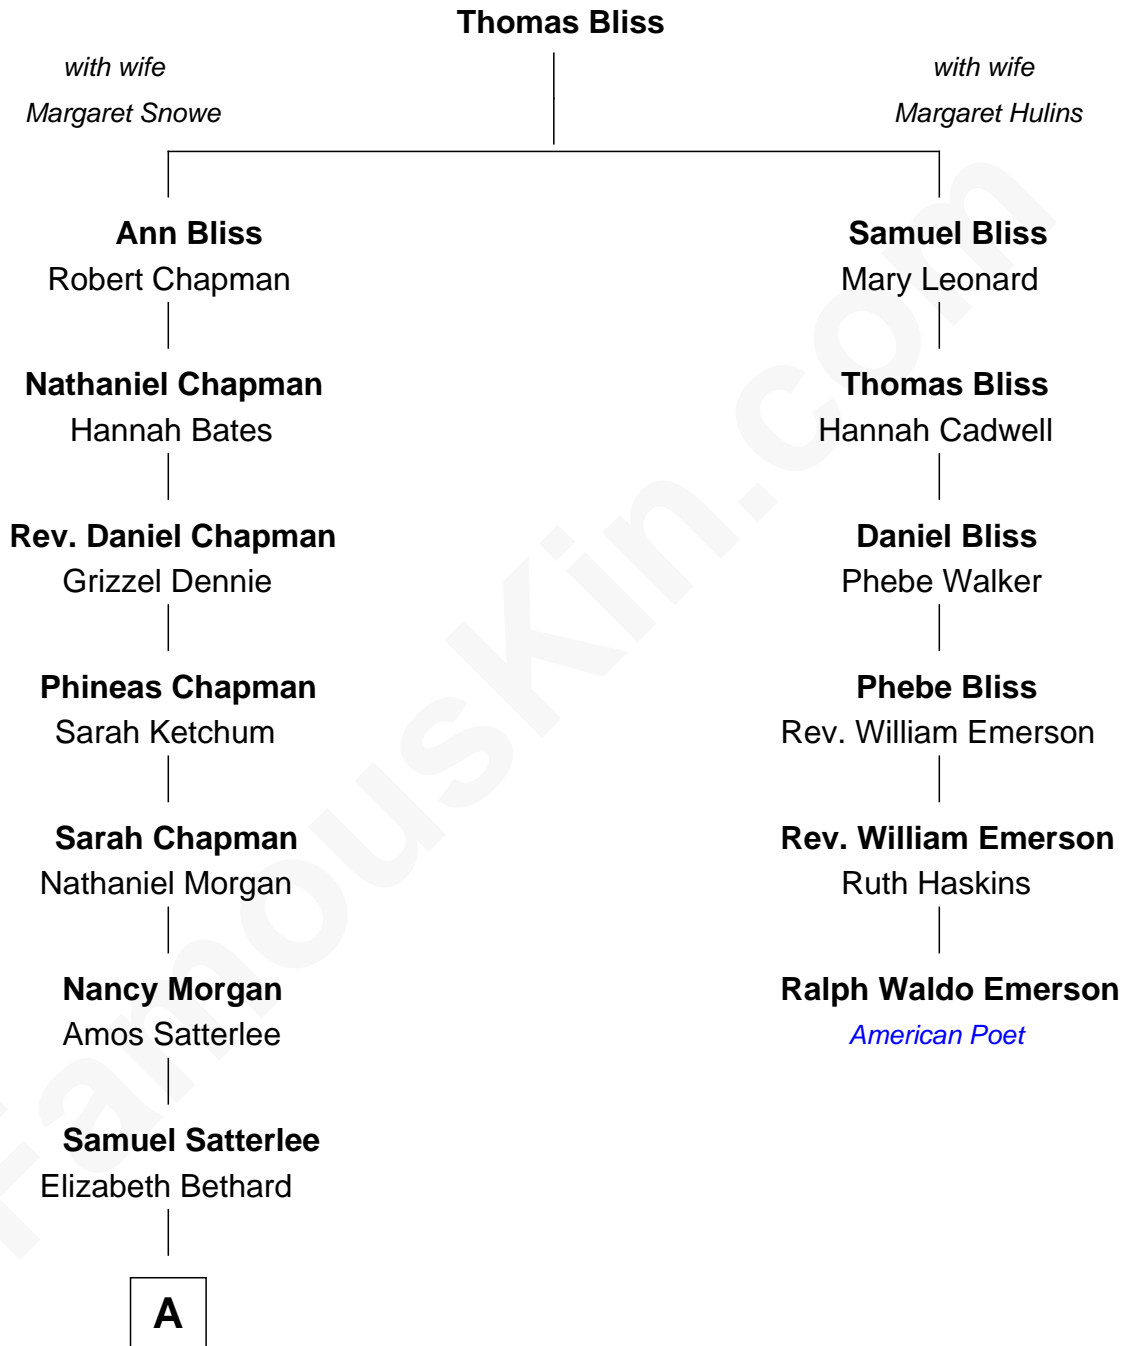 Thomas Bliss
with wife
Margaret Snowe
with wife
Margaret Hulins
Ann Bliss
Robert Chapman
Samuel Bliss
Mary Leonard
Nathaniel Chapman
Hannah Bates
Thomas Bliss
Hannah Cadwell
Rev. Daniel Chapman
Grizzel Dennie
Daniel Bliss
Phebe Walker
Phineas Chapman
Sarah Ketchum
Phebe Bliss
Rev. William Emerson
Sarah Chapman
Nathaniel Morgan
Rev. William Emerson
Ruth Haskins
Nancy Morgan
Amos Satterlee
Ralph Waldo Emerson
American Poet
Samuel Satterlee
Elizabeth Bethard
A
FamousKin.com